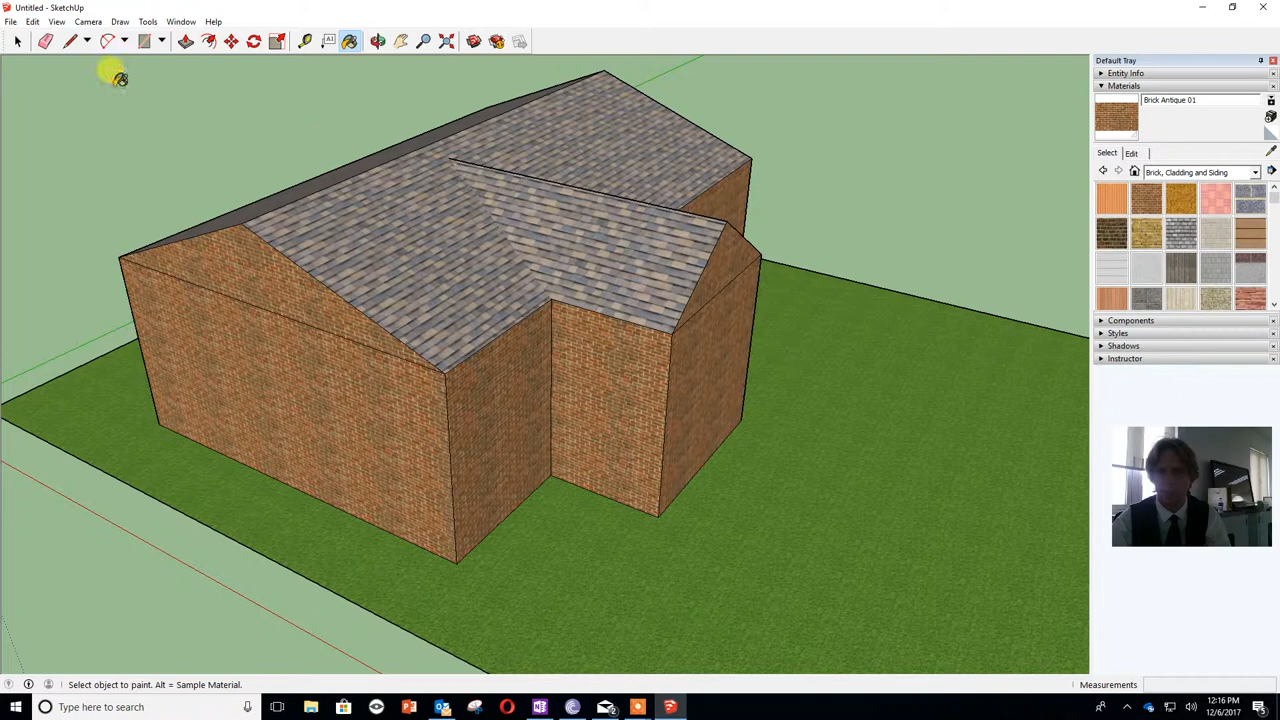 Untitled - SketchUp
File Edit View Camera Draw Tools Window Help
A1
Default Tray
Entity Info
Materials
Brick Antique 01
Select Edit
Brick, Cladding and Siding
Components
Styles
Shadows
Instructor
Select object to paint. Alt = Sample Material.
Measurements
Type here to search
12:16 PM
12/6/2017